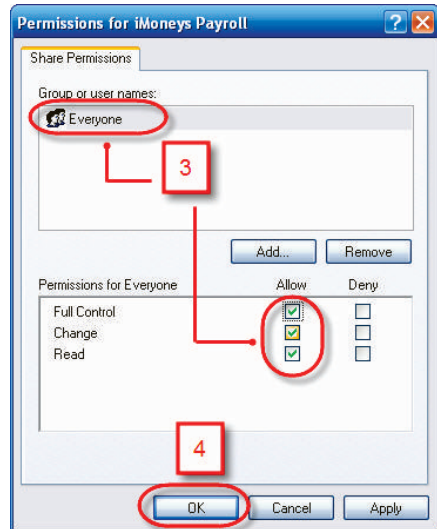 Permissions for iMoneys Payroll
Share Permissions
Group or user names:
Everyone
3
Add... Remove
Permissions for Everyone Allow Deny
Full Control
Change
Read
4
OK Cancel Apply